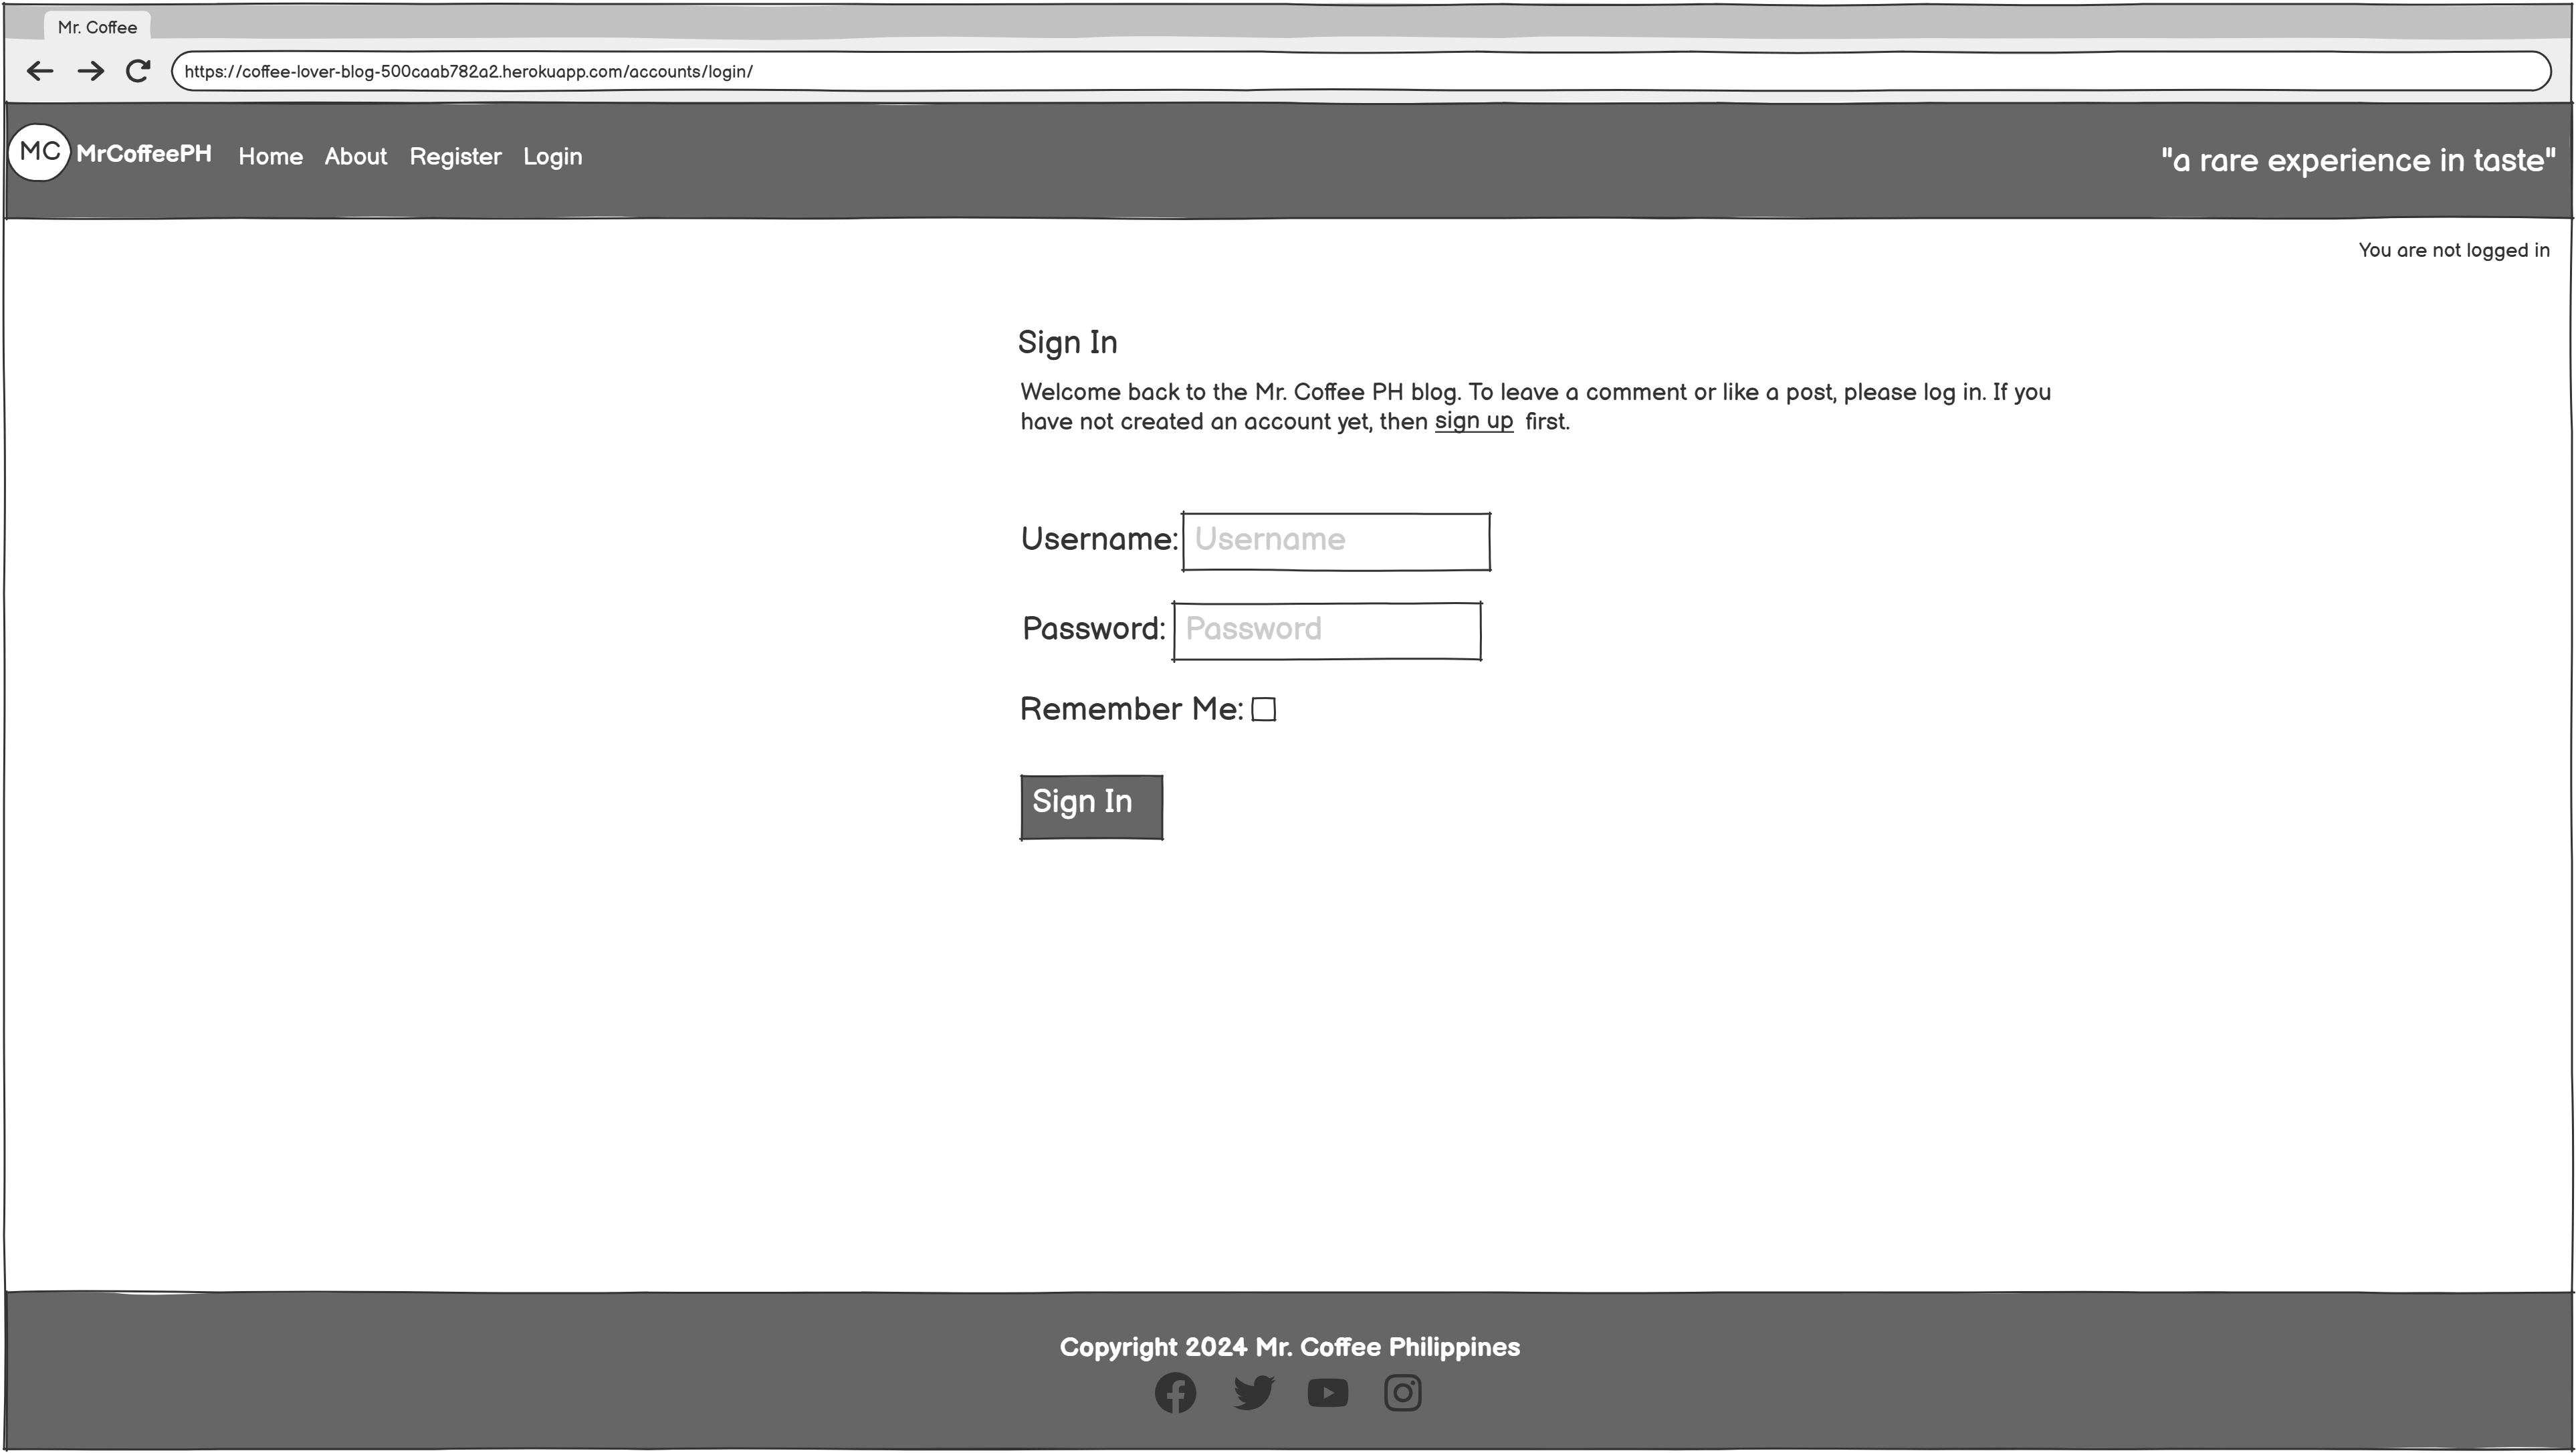 Mr. Coffee
https://coffee-lover-blog-500caab782a2.herokuapp.com/accounts/login/
MC MrCoffeePH Home About Register Login "a rare experience in taste"
You are not logged in
Sign In
Welcome back to the Mr. Coffee PH blog. To leave a comment or like a post, please log in. If you
have not created an account yet, then sign up first.
Username: Username
Password: Password
Remember Me:
Sign In
Copyright 2024 Mr. Coffee Philippines